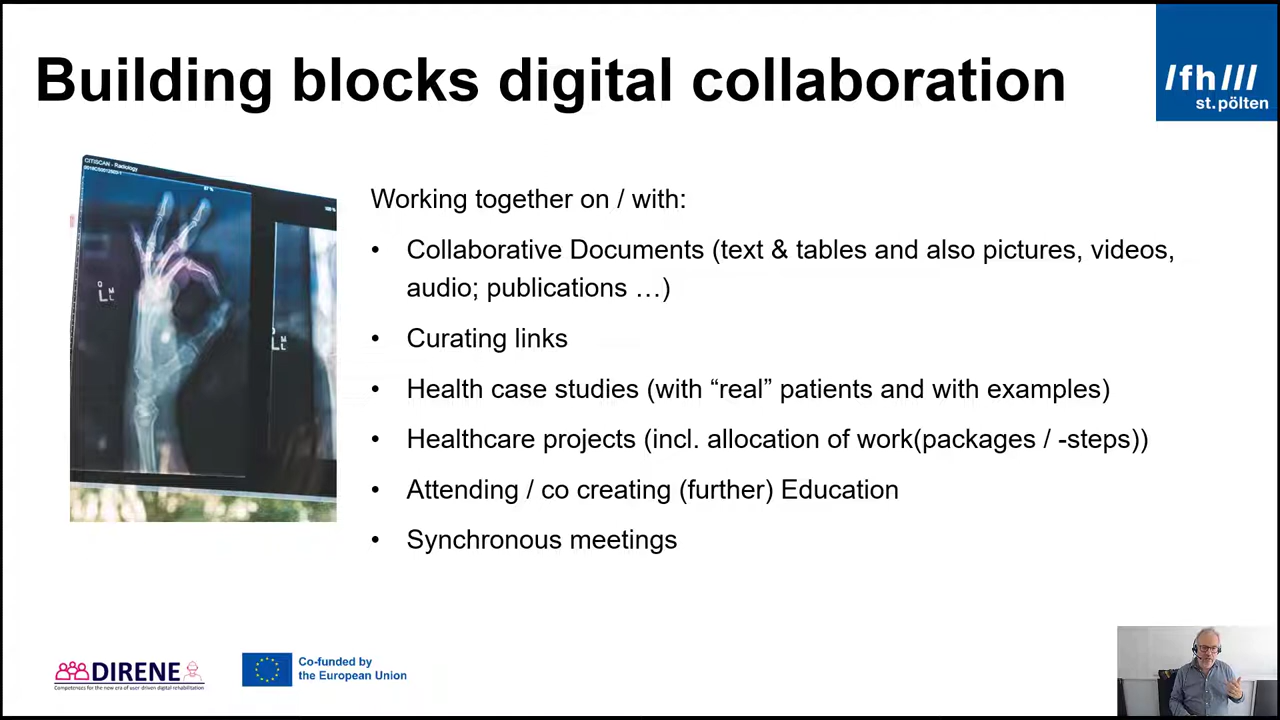 Building blocks digital collaboration
/fh///
st.pölten
CITISCAN - Radiology
Working together on / with:
• Collaborative Documents (text & tables and also pictures, videos,
audio; publications …)
• Curating links
• Health case studies (with “real” patients and with examples)
• Healthcare projects (incl. allocation of work(packages / -steps))
• Attending / co creating (further) Education
• Synchronous meetings
DIRENE
Competences for the new era of user driven digital rehabilitation
Co-funded by
the European Union